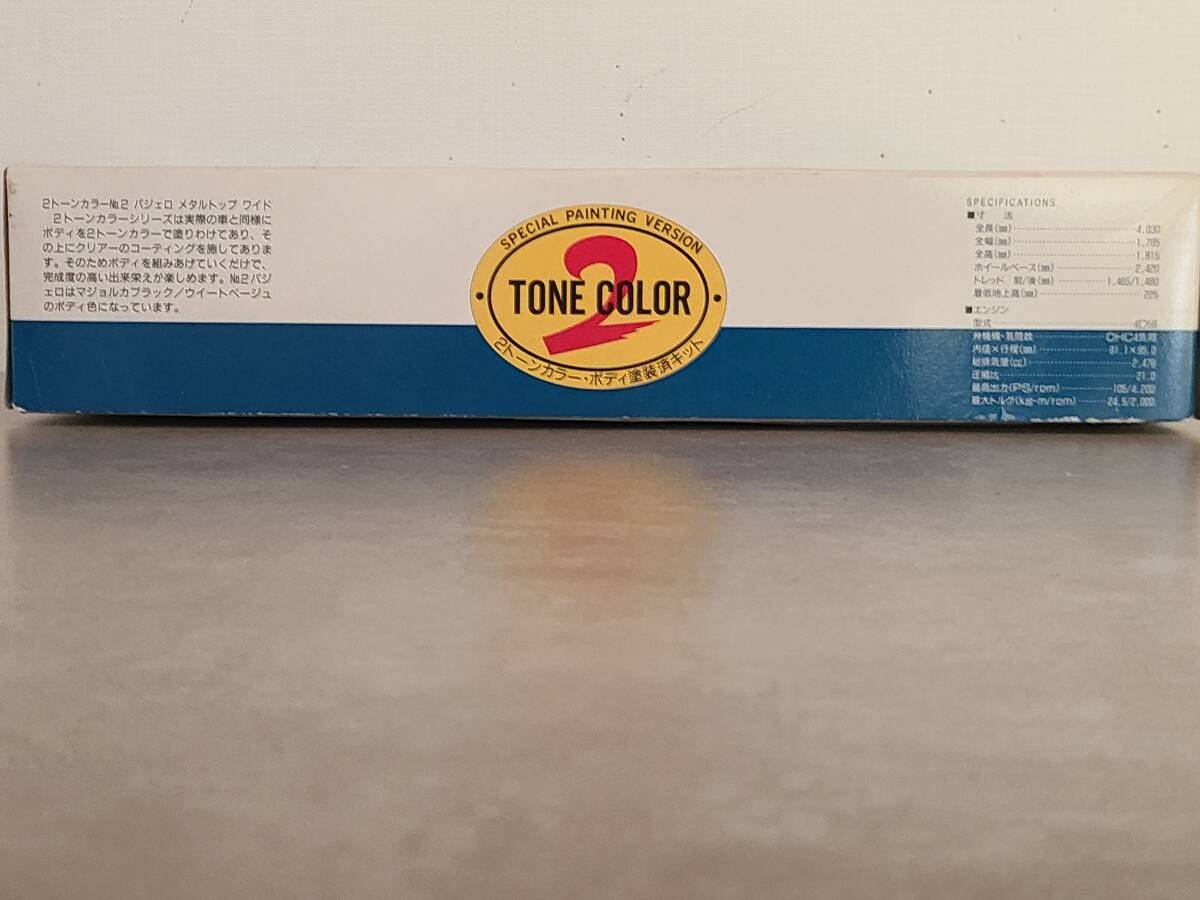 2トーンカラー№2 パジェロ メタルトップ ワイド
2トーンカラーシリーズは実際の車と同様に
ボディを2トーンカラーで塗りわけてあり、そ
の上にクリアーのコーティングを施してありま
す。そのためボディを組みあげていくだけで、
完成度の高い出来栄えが楽しめます。№2パジ
ェロはマジョルカブラック/ウイートベージュ
のボディ色になっています。
SPECIAL PAINTING VERSION
2
TONE COLOR
2トーンカラー・ボディ塗装済キット
SPECIFICATIONS
■寸 法
全長(㎜) 4,030
全幅(㎜) 1,785
全高(㎜) 1,815
ホイールベース(㎜) 2,420
トレッド 前/後(㎜) 1,465/1,480
最低地上高(㎜) 225
■エンジン
型式 4D56
弁機構・気筒数 OHC4気筒
内径×行程(㎜) 91.1×95.0
総排気量(cc) 2,476
圧縮比 21.0
最高出力(PS/rpm) 105/4,200
最大トルク(kg-m/rpm) 24.5/2,000